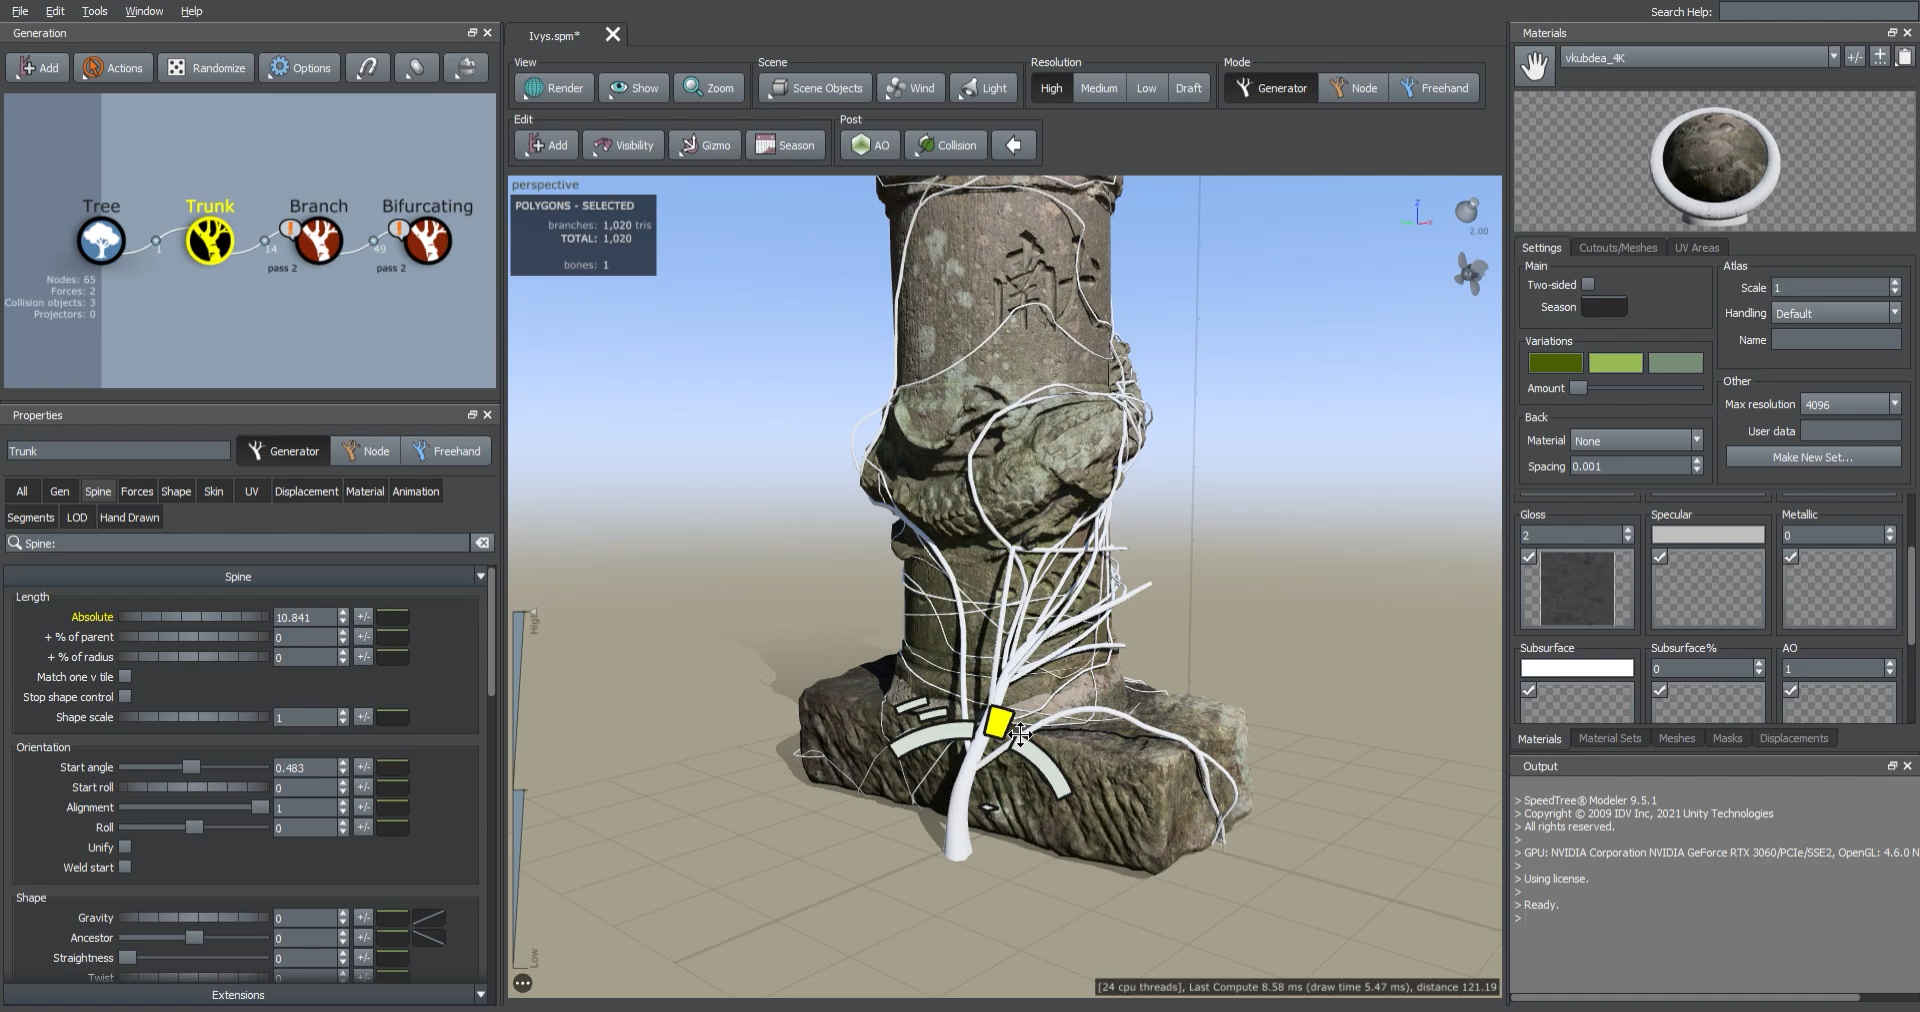 File Edit Tools Window Help
Search Help:
Generation
Add Actions Randomize Options
Tree Trunk Branch Bifurcating
1 14 49
pass 2 pass 2
Nodes: 65
Forces: 2
Collision objects: 3
Projectors: 0
Properties
Trunk Generator Node Freehand
All Gen Spine Forces Shape Skin UV Displacement Material Animation
Segments LOD Hand Drawn
Spine:
Spine
Length
Absolute 10.841 +/-
+ % of parent 0 +/-
+ % of radius 0 +/-
Match one v tile
Stop shape control
Shape scale 1 +/-
Orientation
Start angle 0.483 +/-
Start roll 0 +/-
Alignment 1 +/-
Roll 0 +/-
Unify
Weld start
Shape
Gravity 0 +/-
Ancestor 0 +/-
Straightness 0 +/-
Twist 0 +/-
Extensions
Ivys.spm*
View Scene Resolution Mode
Render Show Zoom Scene Objects Wind Light High Medium Low Draft Generator Node Freehand
Edit Post
Add Visibility Gizmo Season AO Collision
perspective
POLYGONS - SELECTED
branches: 1,020 tris
TOTAL: 1,020
bones: 1
z
x
2.00
南
High
Low
[24 cpu threads], Last Compute 8.58 ms (draw time 5.47 ms), distance 121.19
Materials
vkubdea_4K +/-
Settings Cutouts/Meshes UV Areas
Main
Two-sided
Season
Variations
Amount
Back
Material None
Spacing 0.001
Atlas
Scale 1
Handling Default
Name
Other
Max resolution 4096
User data
Make New Set...
Gloss Specular Metallic
2 0
Subsurface Subsurface% AO
0 1
Materials Material Sets Meshes Masks Displacements
Output
> SpeedTree® Modeler 9.5.1
> Copyright © 2009 IDV Inc, 2021 Unity Technologies
> All rights reserved.
>
> GPU: NVIDIA Corporation NVIDIA GeForce RTX 3060/PCIe/SSE2, OpenGL: 4.6.0 N
>
> Using license.
>
> Ready.
>